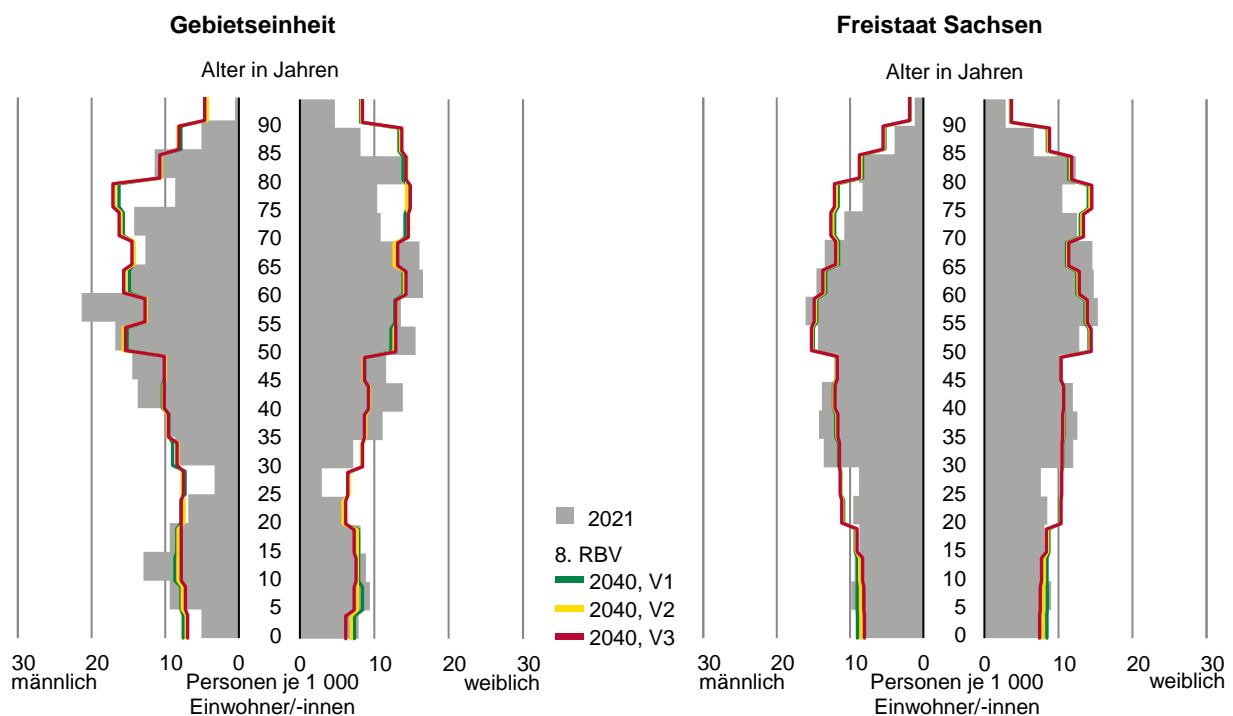 Gebietseinheit
Alter in Jahren
90
85
80
75
70
65
60
55
50
45
40
35
30
25
20
15
10
5
0
30 20 10 0 0 10 20 30
männlich Personen je 1 000 weiblich
Einwohner/-innen
2021
8. RBV
2040, V1
2040, V2
2040, V3
Freistaat Sachsen
Alter in Jahren
90
85
80
75
70
65
60
55
50
45
40
35
30
25
20
15
10
5
0
30 20 10 0 0 10 20 30
männlich Personen je 1 000 weiblich
Einwohner/-innen